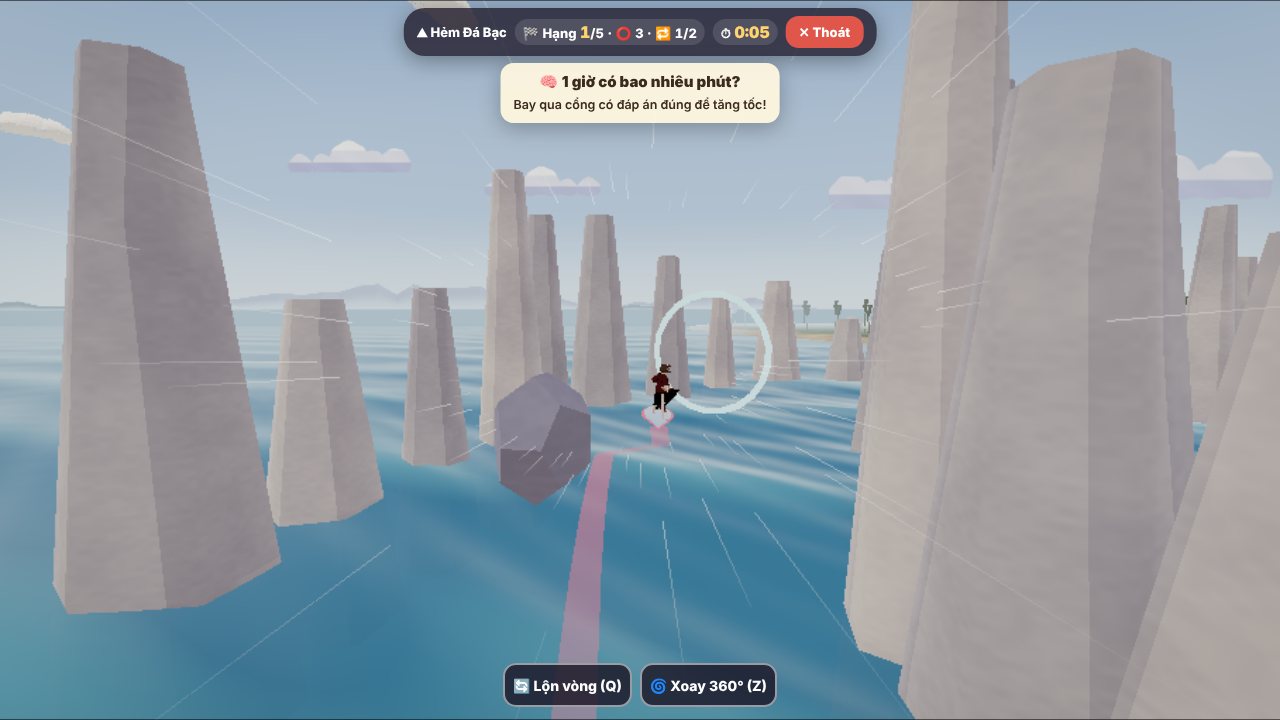 ▲ Hẻm Đá Bạc 🏁 Hạng 1/5 · ⭕ 3 · 🔁 1/2 ⏱ 0:05 ✕ Thoát
🧠 1 giờ có bao nhiêu phút?
Bay qua cổng có đáp án đúng để tăng tốc!
🔄 Lộn vòng (Q) 🌀 Xoay 360° (Z)